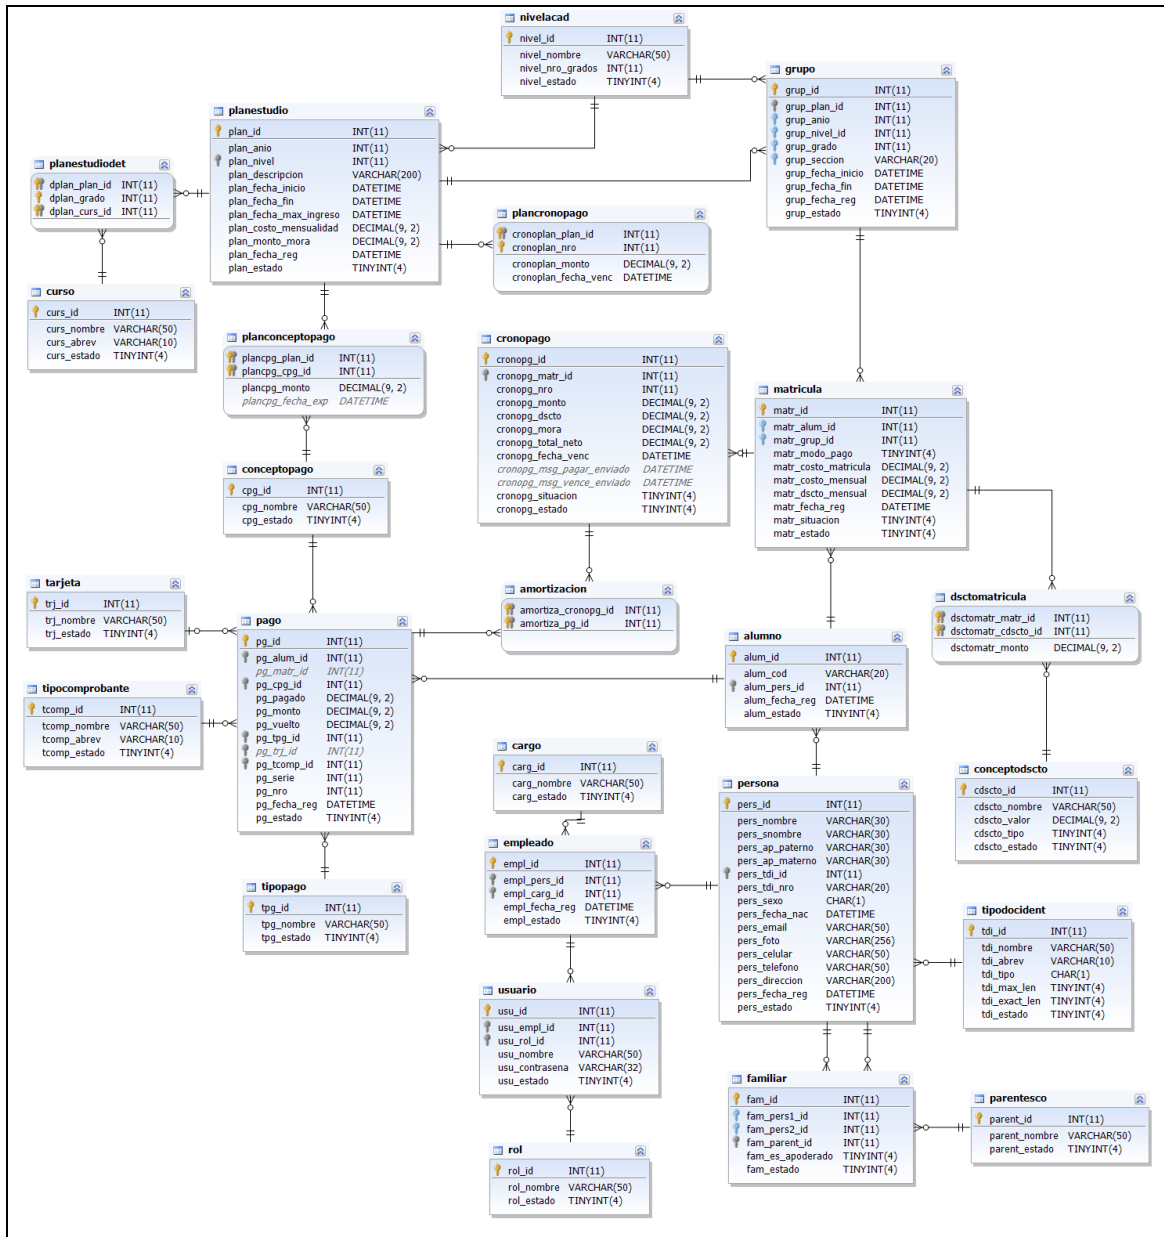 nivelacad
nivel_id INT(11)
nivel_nombre VARCHAR(50)
nivel_nro_grados INT(11)
nivel_estado TINYINT(4)
grupo
grup_id INT(11)
grup_plan_id INT(11)
grup_anio INT(11)
grup_nivel_id INT(11)
grup_grado INT(11)
grup_seccion VARCHAR(20)
grup_fecha_inicio DATETIME
grup_fecha_fin DATETIME
grup_fecha_reg DATETIME
grup_estado TINYINT(4)
planestudio
plan_id INT(11)
plan_anio INT(11)
plan_nivel INT(11)
plan_descripcion VARCHAR(200)
plan_fecha_inicio DATETIME
plan_fecha_fin DATETIME
plan_fecha_max_ingreso DATETIME
plan_costo_mensualidad DECIMAL(9, 2)
plan_monto_mora DECIMAL(9, 2)
plan_fecha_reg DATETIME
plan_estado TINYINT(4)
planestudiodet
dplan_plan_id INT(11)
dplan_grado INT(11)
dplan_curs_id INT(11)
plancronopago
cronoplan_plan_id INT(11)
cronoplan_nro INT(11)
cronoplan_monto DECIMAL(9, 2)
cronoplan_fecha_venc DATETIME
curso
curs_id INT(11)
curs_nombre VARCHAR(50)
curs_abrev VARCHAR(10)
curs_estado TINYINT(4)
planconceptopago
plancpg_plan_id INT(11)
plancpg_cpg_id INT(11)
plancpg_monto DECIMAL(9, 2)
plancpg_fecha_exp DATETIME
cronopago
cronopg_id INT(11)
cronopg_matr_id INT(11)
cronopg_nro INT(11)
cronopg_monto DECIMAL(9, 2)
cronopg_dscto DECIMAL(9, 2)
cronopg_mora DECIMAL(9, 2)
cronopg_total_neto DECIMAL(9, 2)
cronopg_fecha_venc DATETIME
cronopg_msg_pagar_enviado DATETIME
cronopg_msg_vence_enviado DATETIME
cronopg_situacion TINYINT(4)
cronopg_estado TINYINT(4)
matricula
matr_id INT(11)
matr_alum_id INT(11)
matr_grup_id INT(11)
matr_modo_pago TINYINT(4)
matr_costo_matricula DECIMAL(9, 2)
matr_costo_mensual DECIMAL(9, 2)
matr_dscto_mensual DECIMAL(9, 2)
matr_fecha_reg DATETIME
matr_situacion TINYINT(4)
matr_estado TINYINT(4)
conceptopago
cpg_id INT(11)
cpg_nombre VARCHAR(50)
cpg_estado TINYINT(4)
tarjeta
trj_id INT(11)
trj_nombre VARCHAR(50)
trj_estado TINYINT(4)
amortizacion
amortiza_cronopg_id INT(11)
amortiza_pg_id INT(11)
dsctomatricula
dsctomatr_matr_id INT(11)
dsctomatr_cdscto_id INT(11)
dsctomatr_monto DECIMAL(9, 2)
pago
pg_id INT(11)
pg_alum_id INT(11)
pg_matr_id INT(11)
pg_cpg_id INT(11)
pg_pagado DECIMAL(9, 2)
pg_monto DECIMAL(9, 2)
pg_vuelto DECIMAL(9, 2)
pg_tpg_id INT(11)
pg_trj_id INT(11)
pg_tcomp_id INT(11)
pg_serie INT(11)
pg_nro INT(11)
pg_fecha_reg DATETIME
pg_estado TINYINT(4)
alumno
alum_id INT(11)
alum_cod VARCHAR(20)
alum_pers_id INT(11)
alum_fecha_reg DATETIME
alum_estado TINYINT(4)
tipocomprobante
tcomp_id INT(11)
tcomp_nombre VARCHAR(50)
tcomp_abrev VARCHAR(10)
tcomp_estado TINYINT(4)
cargo
carg_id INT(11)
carg_nombre VARCHAR(50)
carg_estado TINYINT(4)
conceptodscto
cdscto_id INT(11)
cdscto_nombre VARCHAR(50)
cdscto_valor DECIMAL(9, 2)
cdscto_tipo TINYINT(4)
cdscto_estado TINYINT(4)
persona
pers_id INT(11)
pers_nombre VARCHAR(30)
pers_snombre VARCHAR(30)
pers_ap_paterno VARCHAR(30)
pers_ap_materno VARCHAR(30)
pers_tdi_id INT(11)
pers_tdi_nro VARCHAR(20)
pers_sexo CHAR(1)
pers_fecha_nac DATETIME
pers_email VARCHAR(50)
pers_foto VARCHAR(256)
pers_celular VARCHAR(50)
pers_telefono VARCHAR(50)
pers_direccion VARCHAR(200)
pers_fecha_reg DATETIME
pers_estado TINYINT(4)
empleado
empl_id INT(11)
empl_pers_id INT(11)
empl_carg_id INT(11)
empl_fecha_reg DATETIME
empl_estado TINYINT(4)
tipopago
tpg_id INT(11)
tpg_nombre VARCHAR(50)
tpg_estado TINYINT(4)
tipodocident
tdi_id INT(11)
tdi_nombre VARCHAR(50)
tdi_abrev VARCHAR(10)
tdi_tipo CHAR(1)
tdi_max_len TINYINT(4)
tdi_exact_len TINYINT(4)
tdi_estado TINYINT(4)
usuario
usu_id INT(11)
usu_empl_id INT(11)
usu_rol_id INT(11)
usu_nombre VARCHAR(50)
usu_contrasena VARCHAR(32)
usu_estado TINYINT(4)
familiar
fam_id INT(11)
fam_pers1_id INT(11)
fam_pers2_id INT(11)
fam_parent_id INT(11)
fam_es_apoderado TINYINT(4)
fam_estado TINYINT(4)
parentesco
parent_id INT(11)
parent_nombre VARCHAR(50)
parent_estado TINYINT(4)
rol
rol_id INT(11)
rol_nombre VARCHAR(50)
rol_estado TINYINT(4)